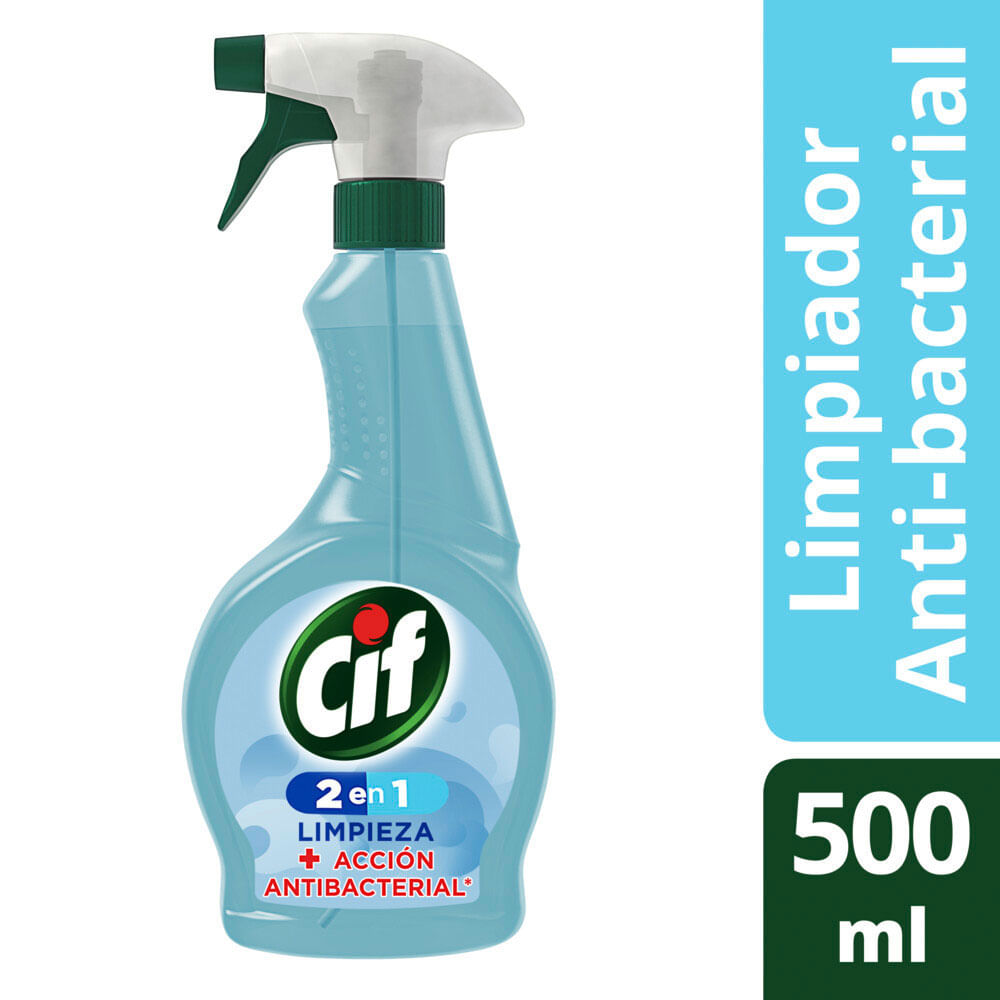 Cif
2 en 1
LIMPIEZA
+ ACCIÓN
ANTIBACTERIAL*
Limpiador
Anti-bacterial
500
ml